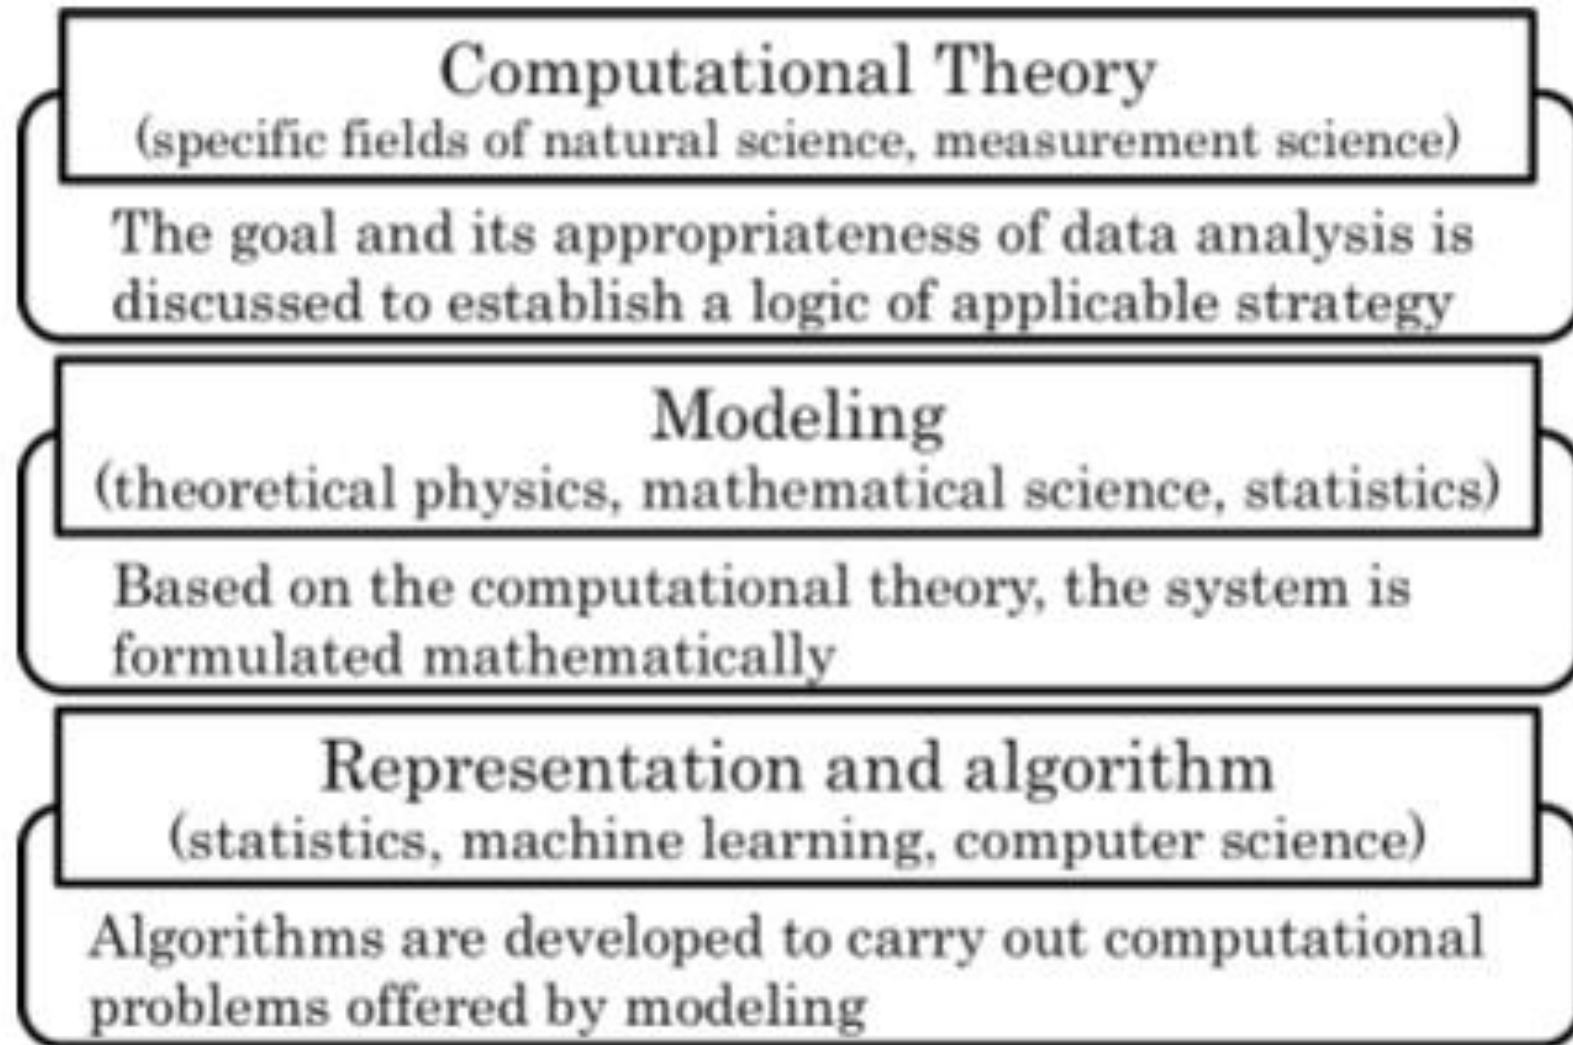 Computational Theory
(specific fields of natural science, measurement science)
The goal and its appropriateness of data analysis is
discussed to establish a logic of applicable strategy
Modeling
(theoretical physics, mathematical science, statistics)
Based on the computational theory, the system is
formulated mathematically
Representation and algorithm
(statistics, machine learning, computer science)
Algorithms are developed to carry out computational
problems offered by modeling